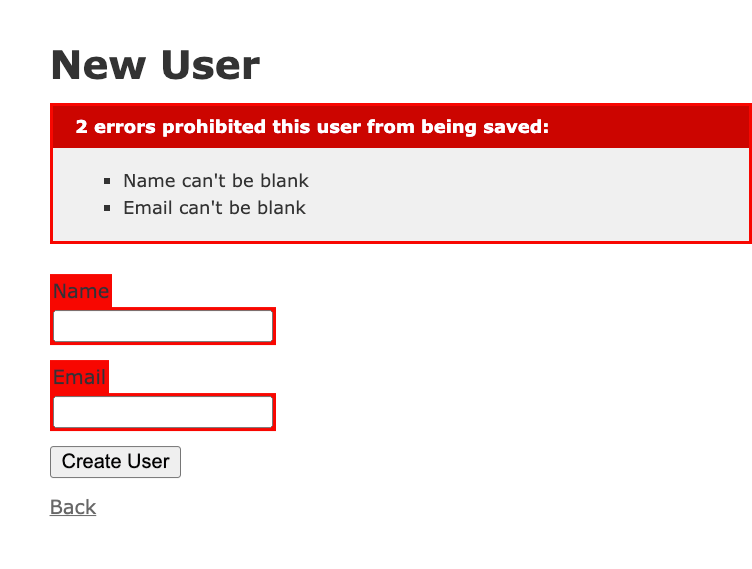 New User
2 errors prohibited this user from being saved:
Name can't be blank
Email can't be blank
Name
Email
Create User
Back